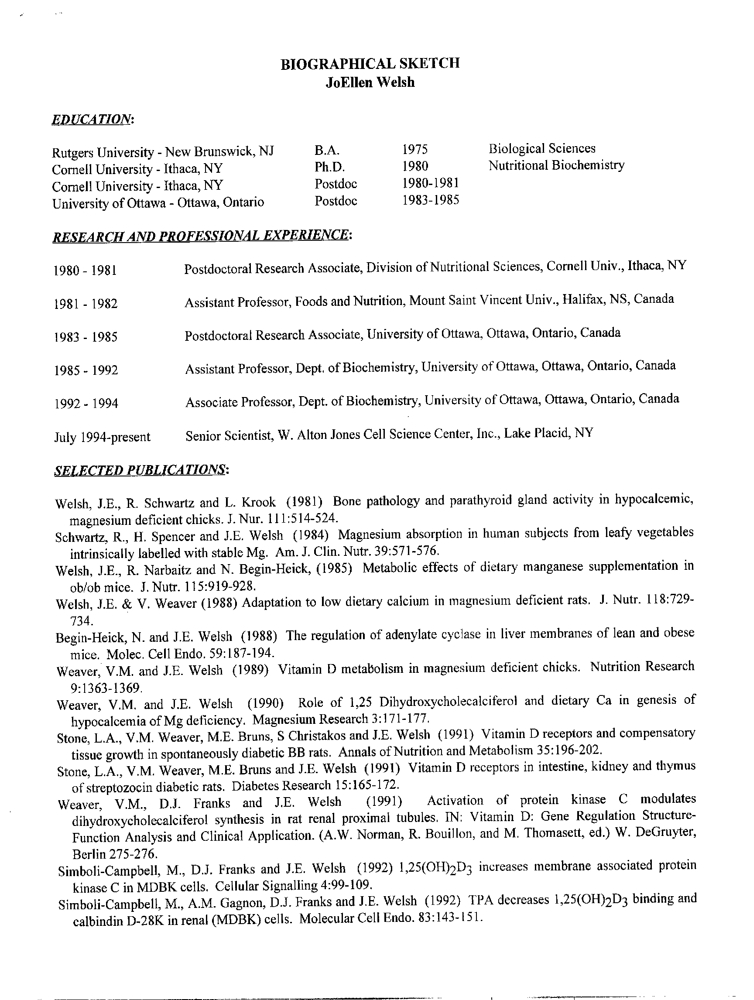 BIOGRAPHICAL SKETCH
JoEllen Welsh
EDUCATION:
Rutgers University - New Brunswick, NJ B.A. 1975 Biological Sciences
Cornell University - Ithaca, NY Ph.D. 1980 Nutritional Biochemistry
Cornell University - Ithaca, NY Postdoc 1980-1981
University of Ottawa - Ottawa, Ontario Postdoc 1983-1985
RESEARCH AND PROFESSIONAL EXPERIENCE:
1980 - 1981 Postdoctoral Research Associate, Division of Nutritional Sciences, Cornell Univ., Ithaca, NY
1981 - 1982 Assistant Professor, Foods and Nutrition, Mount Saint Vincent Univ., Halifax, NS, Canada
1983 - 1985 Postdoctoral Research Associate, University of Ottawa, Ottawa, Ontario, Canada
1985 - 1992 Assistant Professor, Dept. of Biochemistry, University of Ottawa, Ottawa, Ontario, Canada
1992 - 1994 Associate Professor, Dept. of Biochemistry, University of Ottawa, Ottawa, Ontario, Canada
July 1994-present Senior Scientist, W. Alton Jones Cell Science Center, Inc., Lake Placid, NY
SELECTED PUBLICATIONS:
Welsh, J.E., R. Schwartz and L. Krook (1981) Bone pathology and parathyroid gland activity in hypocalcemic,
magnesium deficient chicks. J. Nur. 111:514-524.
Schwartz, R., H. Spencer and J.E. Welsh (1984) Magnesium absorption in human subjects from leafy vegetables
intrinsically labelled with stable Mg. Am. J. Clin. Nutr. 39:571-576.
Welsh, J.E., R. Narbaitz and N. Begin-Heick, (1985) Metabolic effects of dietary manganese supplementation in
ob/ob mice. J. Nutr. 115:919-928.
Welsh, J.E. & V. Weaver (1988) Adaptation to low dietary calcium in magnesium deficient rats. J. Nutr. 118:729-
734.
Begin-Heick, N. and J.E. Welsh (1988) The regulation of adenylate cyclase in liver membranes of lean and obese
mice. Molec. Cell Endo. 59:187-194.
Weaver, V.M. and J.E. Welsh (1989) Vitamin D metabolism in magnesium deficient chicks. Nutrition Research
9:1363-1369.
Weaver, V.M. and J.E. Welsh (1990) Role of 1,25 Dihydroxycholecalciferol and dietary Ca in genesis of
hypocalcemia of Mg deficiency. Magnesium Research 3:171-177.
Stone, L.A., V.M. Weaver, M.E. Bruns, S Christakos and J.E. Welsh (1991) Vitamin D receptors and compensatory
tissue growth in spontaneously diabetic BB rats. Annals of Nutrition and Metabolism 35:196-202.
Stone, L.A., V.M. Weaver, M.E. Bruns and J.E. Welsh (1991) Vitamin D receptors in intestine, kidney and thymus
of streptozocin diabetic rats. Diabetes Research 15:165-172.
Weaver, V.M., D.J. Franks and J.E. Welsh (1991) Activation of protein kinase C modulates
dihydroxycholecalciferol synthesis in rat renal proximal tubules. IN: Vitamin D: Gene Regulation Structure-
Function Analysis and Clinical Application. (A.W. Norman, R. Bouillon, and M. Thomasett, ed.) W. DeGruyter,
Berlin 275-276.
Simboli-Campbell, M., D.J. Franks and J.E. Welsh (1992) 1,25(OH)2D3 increases membrane associated protein
kinase C in MDBK cells. Cellular Signalling 4:99-109.
Simboli-Campbell, M., A.M. Gagnon, D.J. Franks and J.E. Welsh (1992) TPA decreases 1,25(OH)2D3 binding and
calbindin D-28K in renal (MDBK) cells. Molecular Cell Endo. 83:143-151.